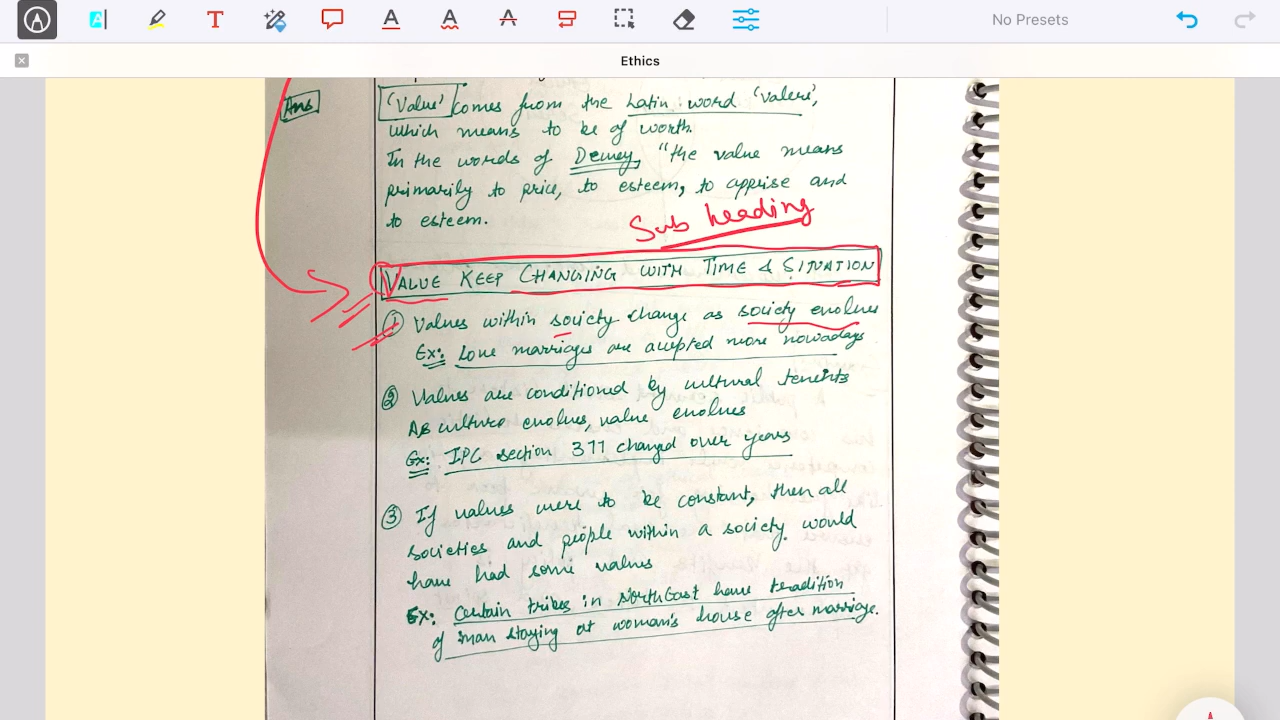 No Presets
Ethics
Ans
'Value' comes from the Latin word 'Valere',
which means to be of worth.
In the words of Dewey, "the value means
primarily to price, to esteem, to apprise and
to esteem.
Sub heading
VALUE KEEP CHANGING WITH TIME & SITUATION
① Values within society change as society evolves
Ex: Love marriages are accepted more nowadays
② Values are conditioned by cultural
As culture evolves, value evolves
Ex: IPC section 377 changed over years
③ If values were to be constant, then all
societies and people within a society would
have had same values
Ex: Certain tribes in NorthEast have tradition
of man staying at woman's house after marriage.